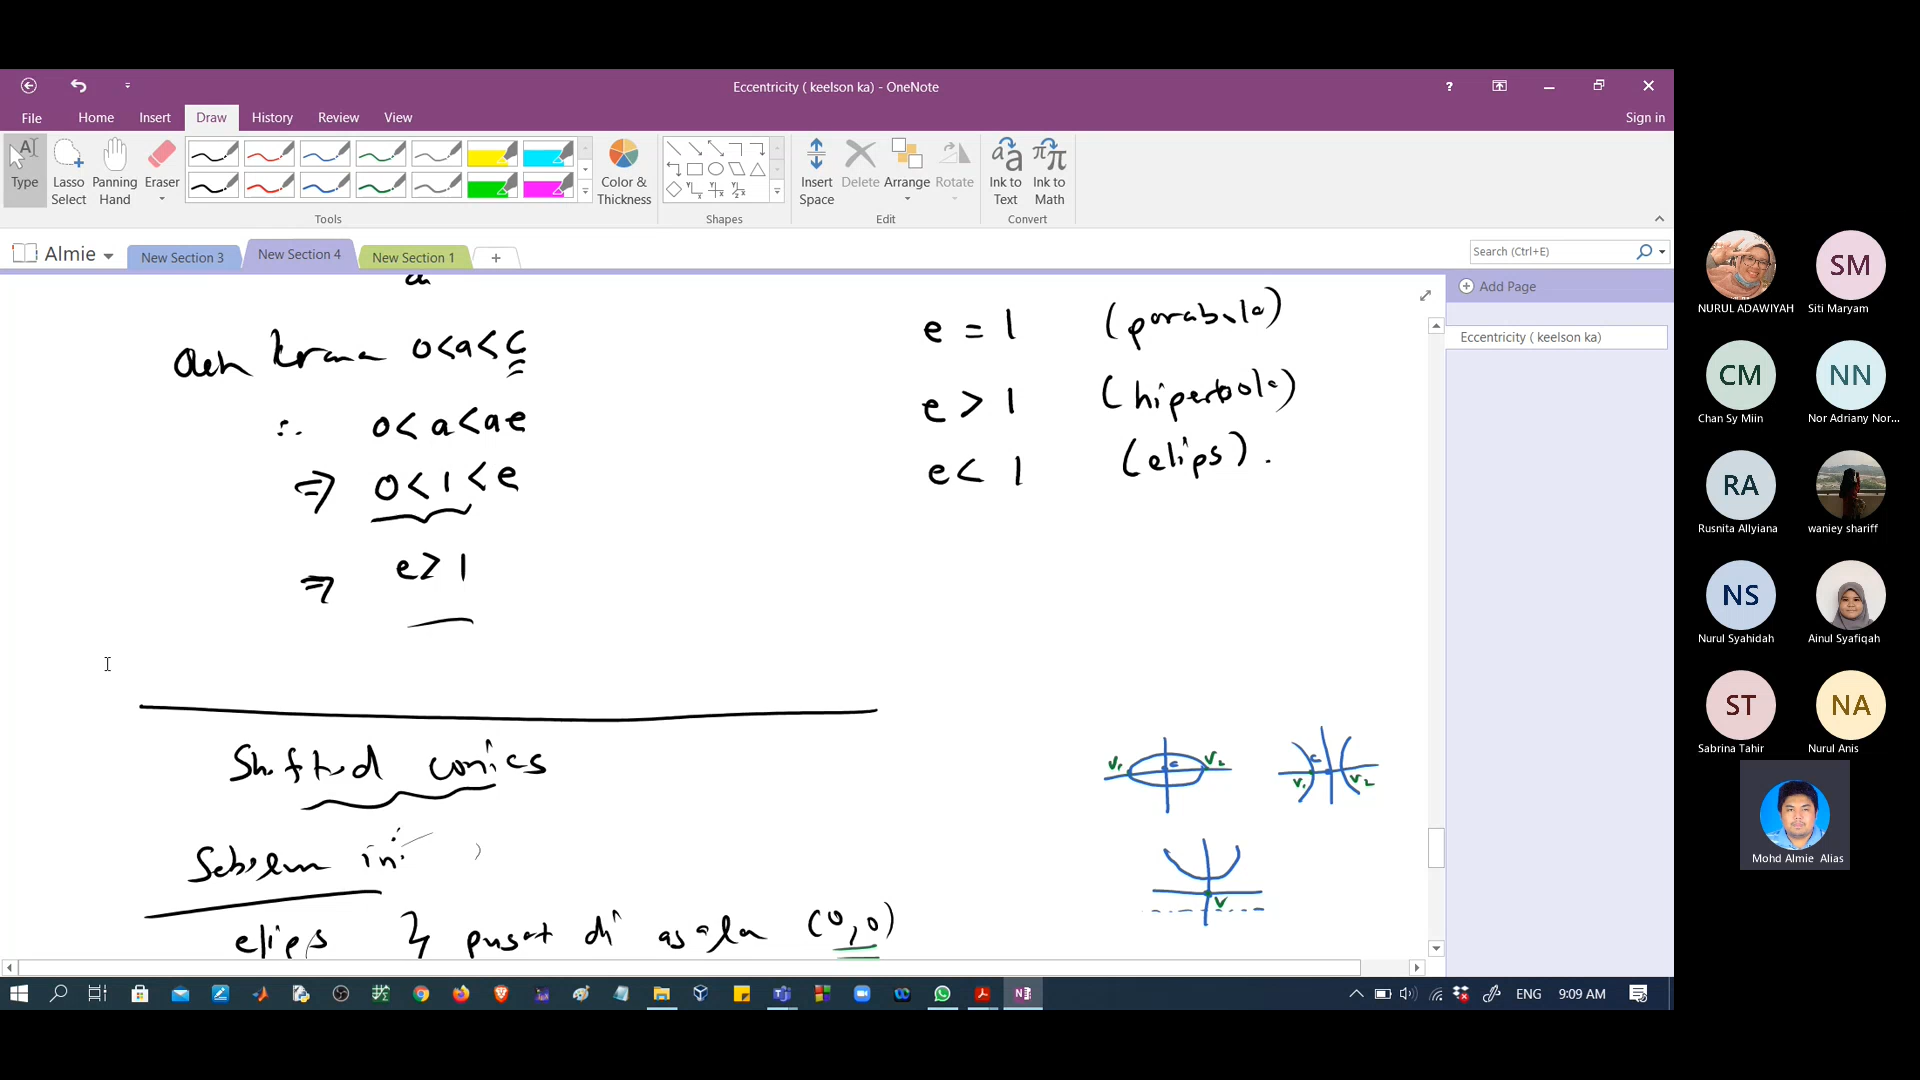 Eccentricity ( keelson ka) - OneNote
?
File
Home
Insert
Draw
History
Review
View
Sign in
Type
Lasso Select
Panning Hand
Eraser
Color & Thickness
Insert Space
Delete
Arrange
Rotate
Ink to Text
Ink to Math
Tools
Shapes
Edit
Convert
Almie
New Section 3
New Section 4
New Section 1
+
Search (Ctrl+E)
Add Page
Eccentricity ( keelson ka)
Oleh kerana 0<a<c
∴ 0<a<ae
⇒ 0<1<e
⇒ e>1
e = 1 (parabola)
e > 1 (hiperbola)
e < 1 (elips).
Shifted conics
Sebelum ini
elips } pusat di asalan (0,0)
V1 c V2
V1 c V2
V
NURUL ADAWIYAH
SM
Siti Maryam
CM
Chan Sy Miin
NN
Nor Adriany Nor...
RA
Rusnita Allyiana
waniey shariff
NS
Nurul Syahidah
Ainul Syafiqah
ST
Sabrina Tahir
NA
Nurul Anis
Mohd Almie Alias
ENG
9:09 AM